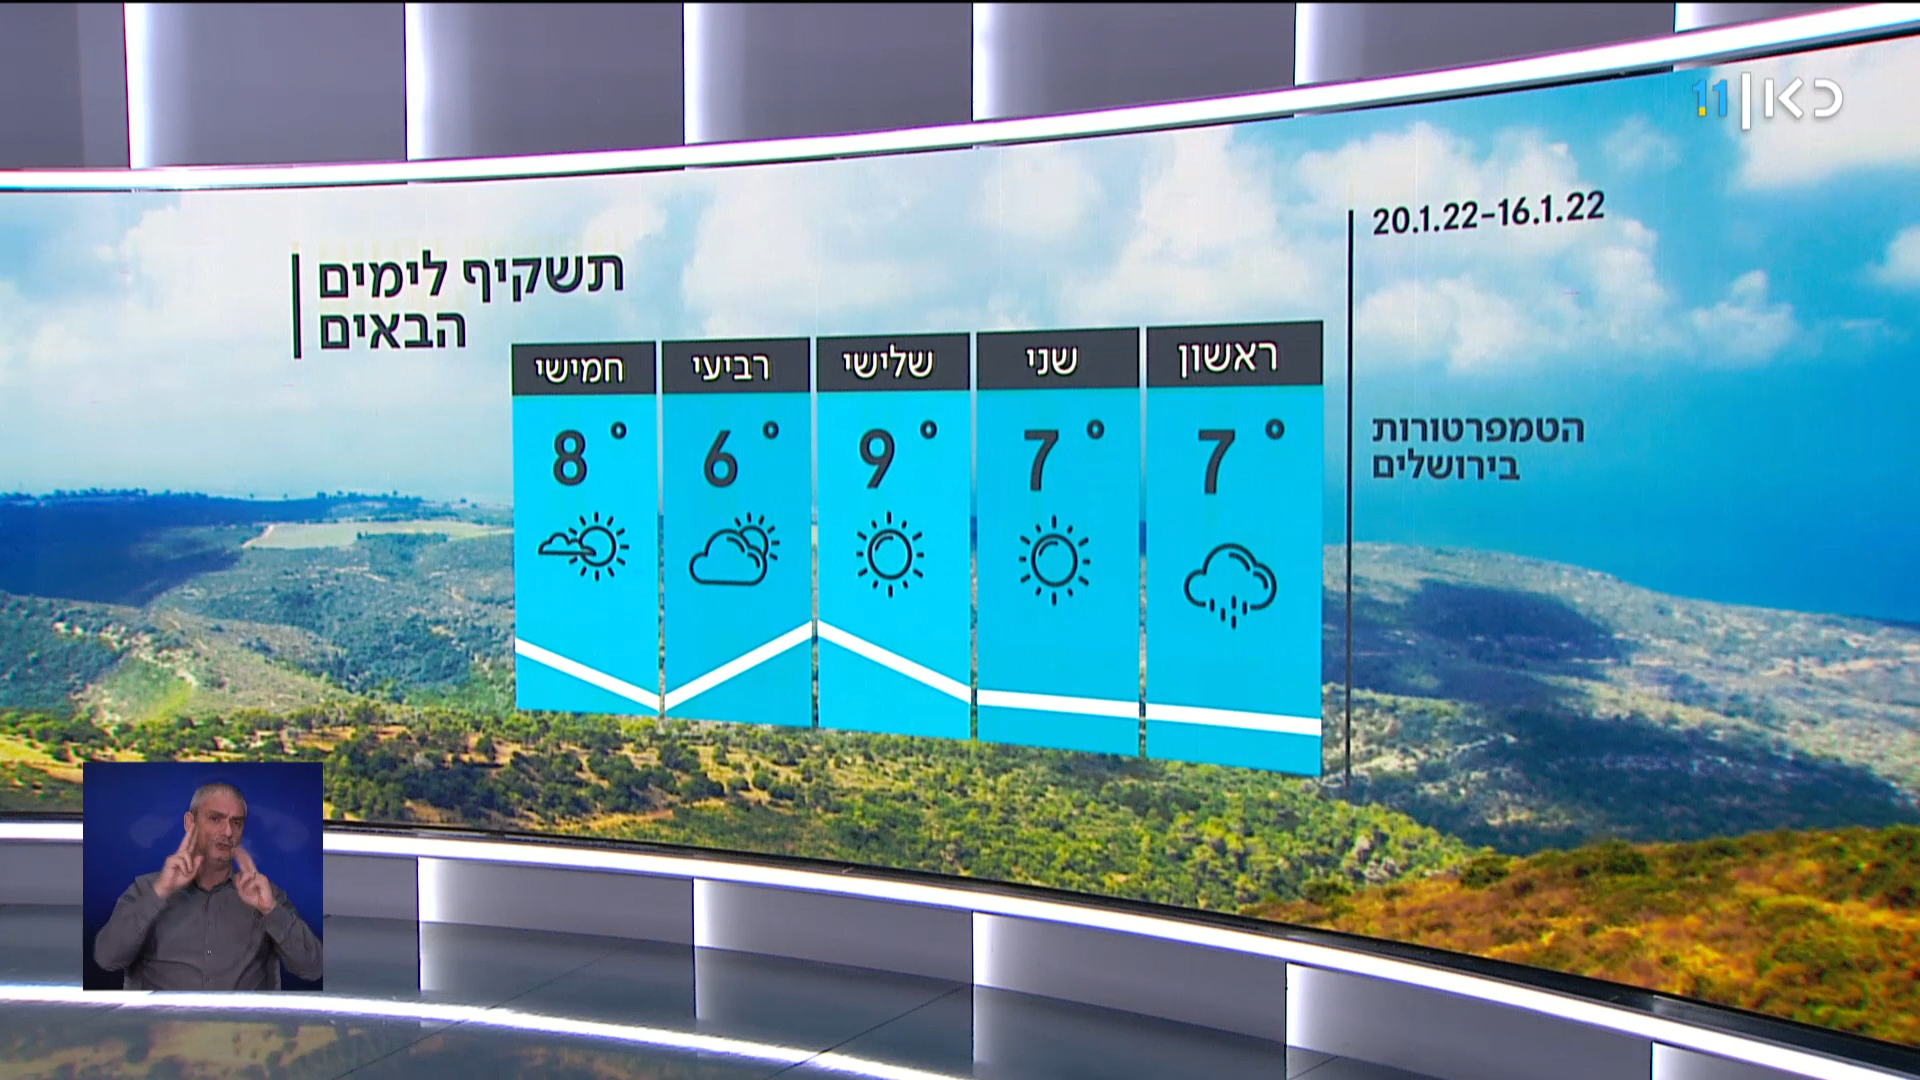 כאן|11
20.1.22-16.1.22
תשקיף לימים
הבאים
ראשון
שני
שלישי
רביעי
חמישי
7°
7°
9°
6°
8°
הטמפרטורות
בירושלים